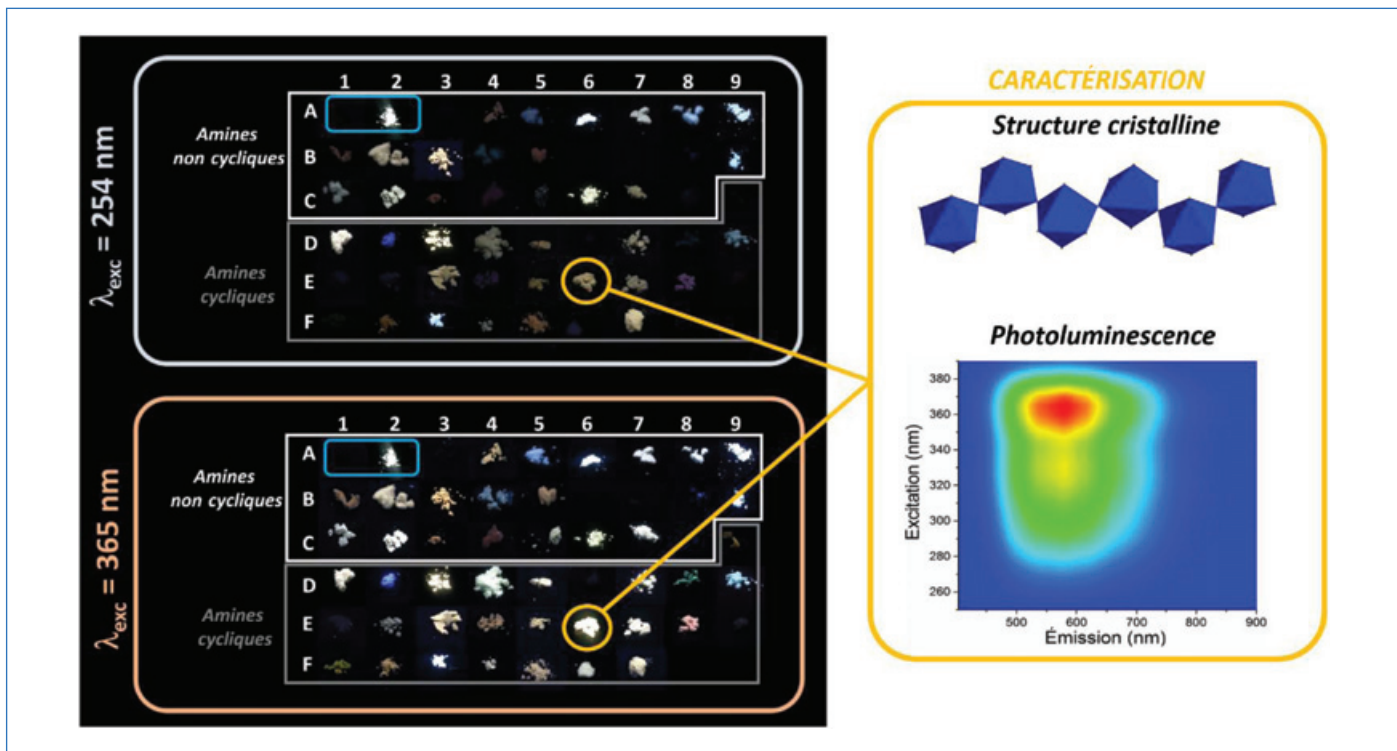 λexc = 254 nm
1 2 3 4 5 6 7 8 9
Amines
non cycliques
A
B
C
Amines
cycliques
D
E
F
λexc = 365 nm
1 2 3 4 5 6 7 8 9
Amines
non cycliques
A
B
C
Amines
cycliques
D
E
F
CARACTÉRISATION
Structure cristalline
Photoluminescence
Excitation (nm)
380
360
340
320
300
280
260
500 600 700 800 900
Émission (nm)